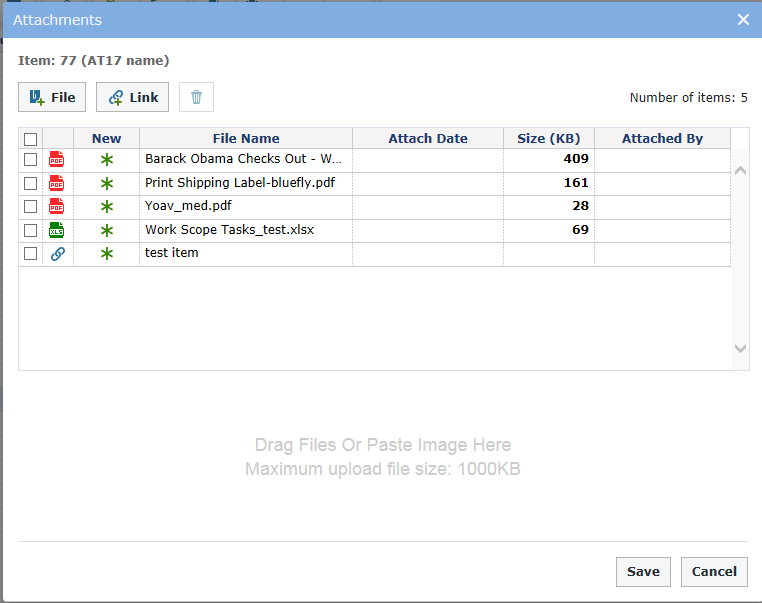 Attachments
Item: 77 (AT17 name)
File Link Number of items: 5
New File Name Attach Date Size (KB) Attached By
PDF Barack Obama Checks Out - W... 409
PDF Print Shipping Label-bluefly.pdf 161
PDF Yoav_med.pdf 28
XLS Work Scope Tasks_test.xlsx 69
test item
Drag Files Or Paste Image Here
Maximum upload file size: 1000KB
Save Cancel